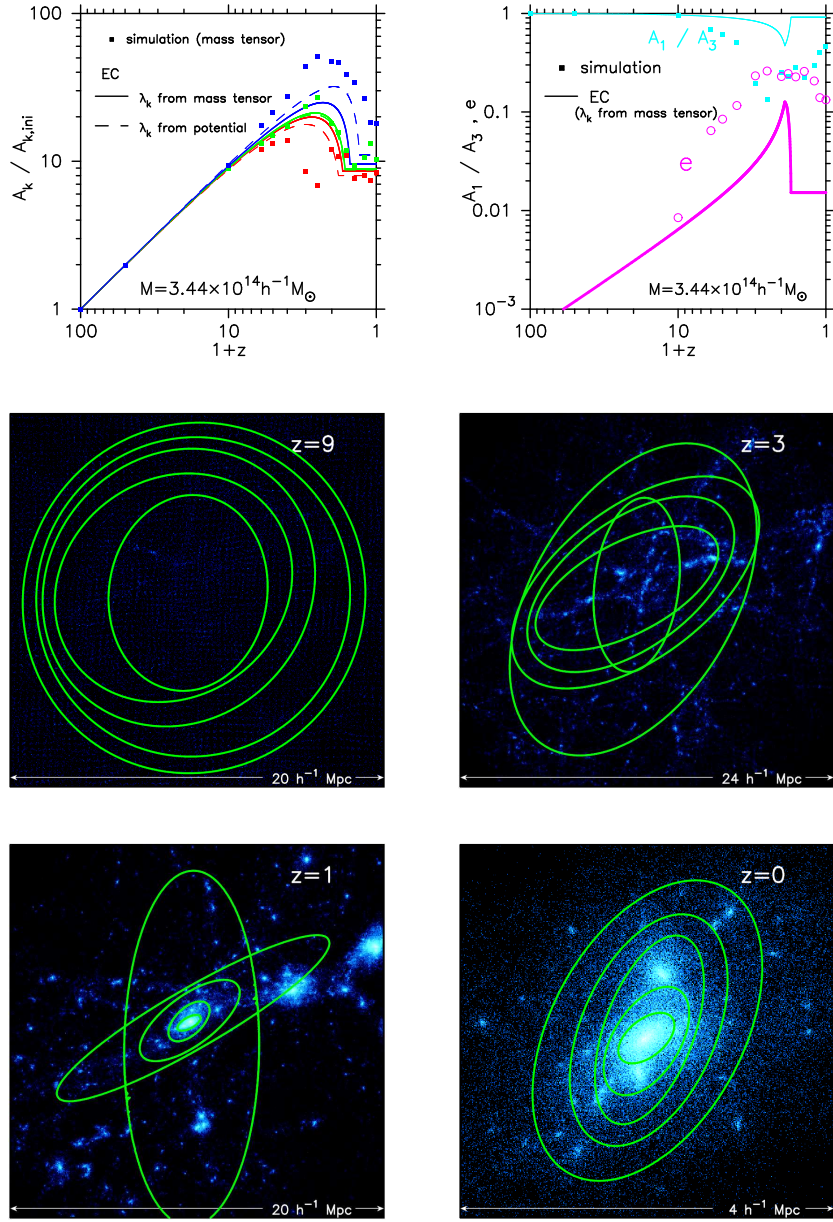 100
10
1
A_k / A_k,ini
simulation (mass tensor)
EC
λ_k from mass tensor
λ_k from potential
M=3.44×10^14 h^-1 M_⊙
100 10 1
1+z
1
0.1
0.01
10^-3
A_1 / A_3 , e
A_1 / A_3
simulation
EC
(λ_k from mass tensor)
e
M=3.44×10^14 h^-1 M_⊙
100 10 1
1+z
z=9
20 h^-1 Mpc
z=3
24 h^-1 Mpc
z=1
20 h^-1 Mpc
z=0
4 h^-1 Mpc